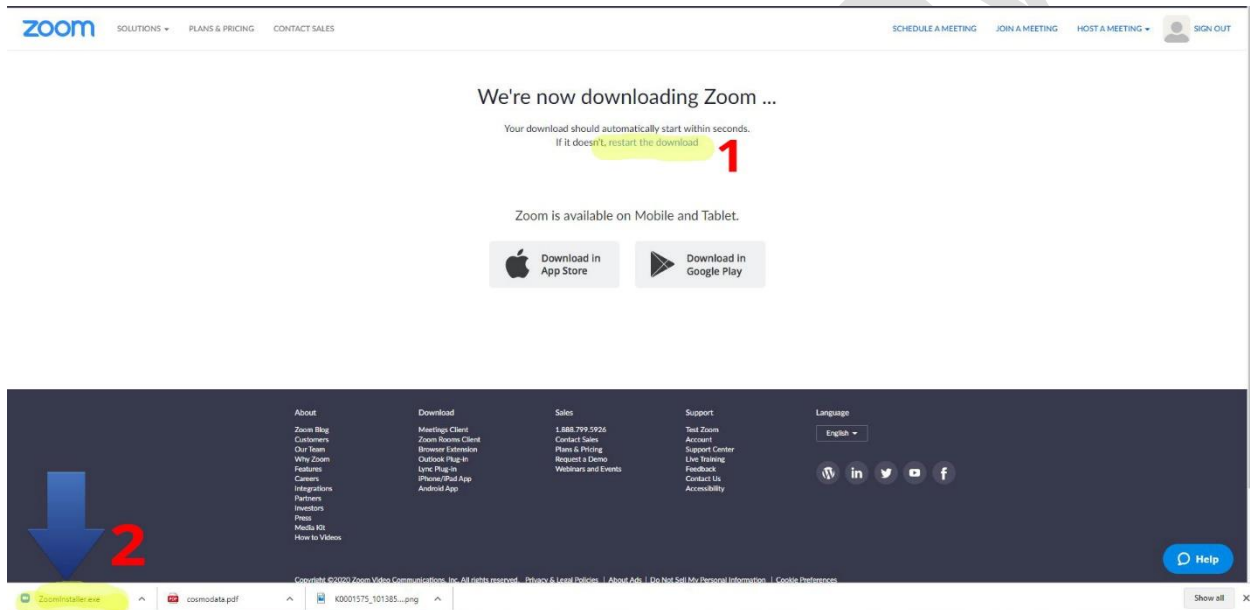 zoom SOLUTIONS PLANS & PRICING CONTACT SALES SCHEDULE A MEETING JOIN A MEETING HOST A MEETING SIGN OUT
We're now downloading Zoom ...
Your download should automatically start within seconds.
If it doesn't, restart the download
1
Zoom is available on Mobile and Tablet.
Download in
App Store
Download in
Google Play
About
Zoom Blog
Customers
Our Team
Why Zoom
Features
Careers
Integrations
Partners
Investors
Press
Media Kit
How to Videos
Download
Meetings Client
Zoom Rooms Client
Browser Extension
Outlook Plug-in
Lync Plug-in
iPhone/iPad App
Android App
Sales
1.888.799.5926
Contact Sales
Plans & Pricing
Request a Demo
Webinars and Events
Support
Test Zoom
Account
Support Center
Live Training
Feedback
Contact Us
Accessibility
Language
English
in f
2
Help
Copyright ©2020 Zoom Video Communications, Inc. All rights reserved. Privacy & Legal Policies | About Ads | Do Not Sell My Personal Information | Cookie Preferences
ZoomInstaller.exe cosmodata.pdf K0001575_101385....png Show all